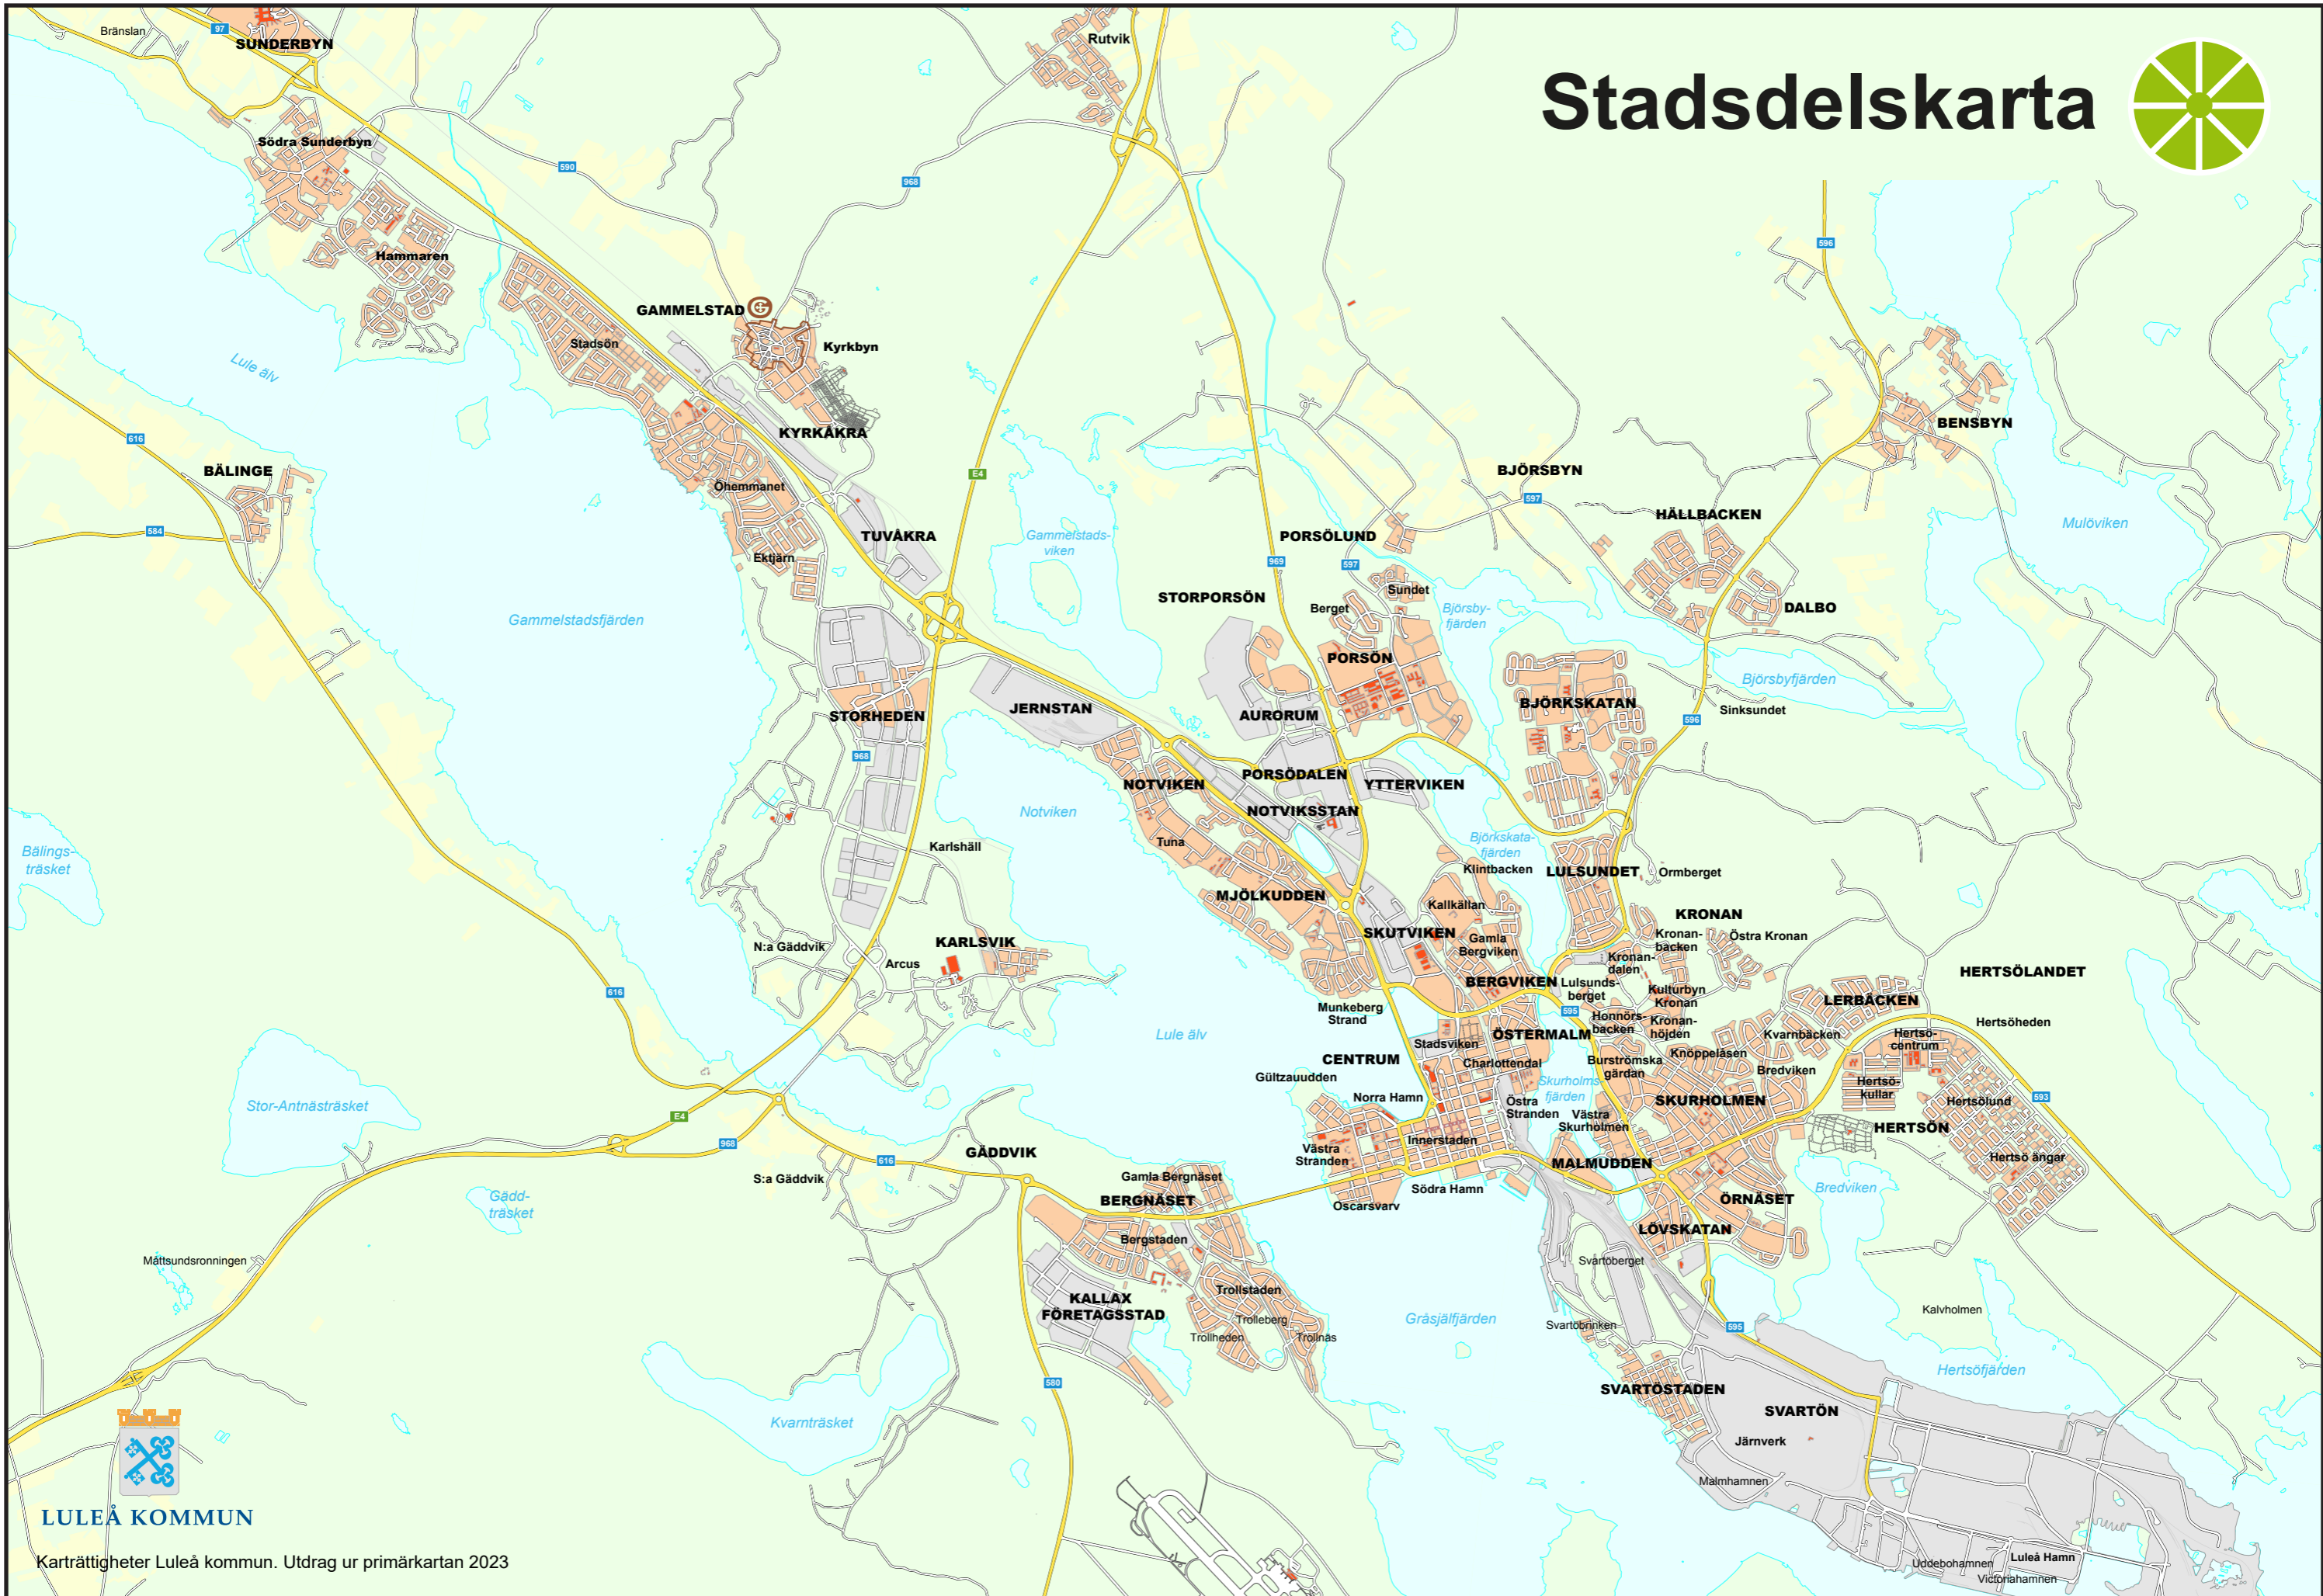 Stadsdelskarta
Bränslan
97
SUNDERBYN
Rutvik
Södra Sunderbyn
590
968
596
Hammaren
GAMMELSTAD
G
Kyrkbyn
Stadsön
Lule älv
616
KYRKÅKRA
BENSBYN
BÄLINGE
E4
BJÖRSBYN
597
Öhemmanet
HÄLLBACKEN
Mulöviken
584
TUVÅKRA
Gammelstads-
viken
PORSÖLUND
Ektjärn
969
597
Sundet
STORPORSÖN
Berget
Björsby-
fjärden
DALBO
Gammelstadsfjärden
PORSÖN
Björsbyfjärden
JERNSTAN
STORHEDEN
AURORUM
BJÖRKSKATAN
Sinksundet
596
968
PORSÖDALEN
NOTVIKEN
YTTERVIKEN
Notviken
NOTVIKSSTAN
Tuna
Björkskata-
fjärden
Bälings-
träsket
Karlshäll
Klintbacken
LULSUNDET
Ormberget
MJÖLKUDDEN
Kallkällan
KRONAN
SKUTVIKEN
Gamla
Bergviken
Kronan-
backen
Östra Kronan
N:a Gäddvik
KARLSVIK
Arcus
Kronan-
dalen
HERTSÖLANDET
616
BERGVIKEN
Lulsunds-
berget
Kulturbyn
Kronan
LERBÄCKEN
Munkeberg
Strand
595
Honnörs-
backen
Kronan-
höjden
Hertsöheden
Lule älv
ÖSTERMALM
Kvarnbäcken
Hertsö-
centrum
Stadsviken
CENTRUM
Charlottendal
Burströmska
gärdan
Knöppelåsen
Bredviken
Gültzauudden
Skurholms-
fjärden
Hertsö-
kullar
Stor-Antnästräsket
E4
Norra Hamn
Östra
Stranden
Västra
Skurholmen
SKURHOLMEN
Hertsölund
593
968
HERTSÖN
Innerstaden
GÄDDVIK
616
Västra
Stranden
MALMUDDEN
Hertsö ängar
S:a Gäddvik
Gamla Bergnäset
Södra Hamn
Bredviken
Gädd-
träsket
BERGNÄSET
Oscarsvarv
ÖRNÄSET
LÖVSKATAN
Bergstaden
Måttsundsronningen
Svartöberget
Trollstaden
KALLAX
FÖRETAGSSTAD
Kalvholmen
Trolleberg
Gråsjälfjärden
Svartöbrinken
595
Trollheden
Trollnäs
Hertsöfjärden
580
SVARTÖSTADEN
Kvarnträsket
SVARTÖN
Järnverk
Malmhamnen
LULEÅ KOMMUN
Karträttigheter Luleå kommun. Utdrag ur primärkartan 2023
Uddebohamnen
Luleå Hamn
Victoriahamnen